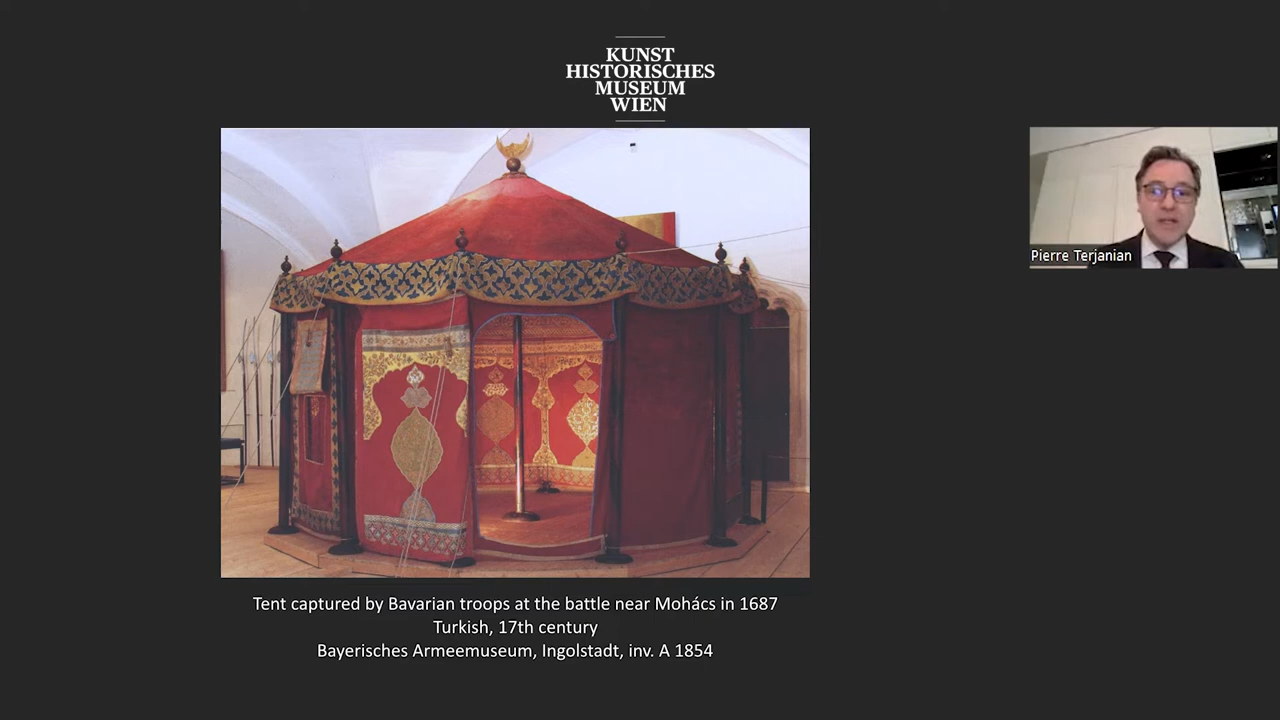 KUNST
HISTORISCHES
MUSEUM
WIEN
Pierre Terjanian
Tent captured by Bavarian troops at the battle near Mohács in 1687
Turkish, 17th century
Bayerisches Armeemuseum, Ingolstadt, inv. A 1854